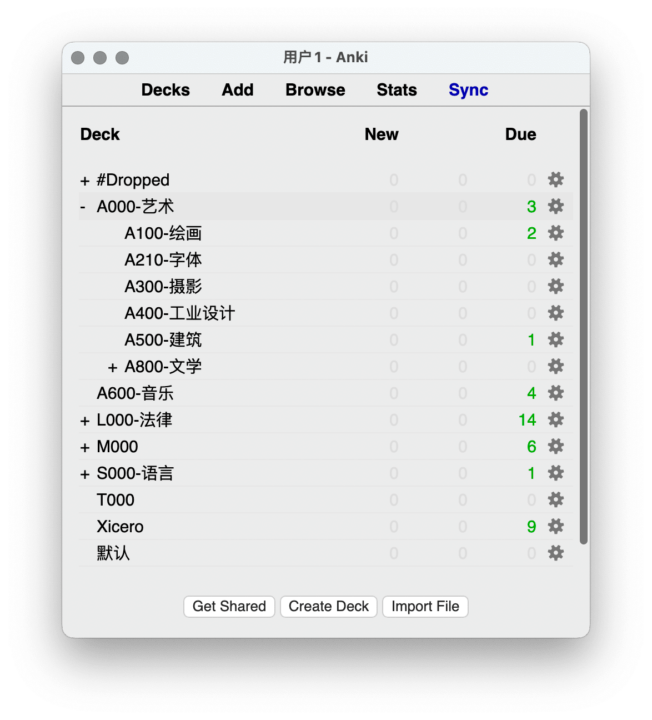 用户1 - Anki
Decks Add Browse Stats Sync
Deck New Due
+ #Dropped 0 0 0
- A000-艺术 0 0 3
A100-绘画 0 0 2
A210-字体 0 0 0
A300-摄影 0 0 0
A400-工业设计 0 0 0
A500-建筑 0 0 1
+ A800-文学 0 0 0
A600-音乐 0 0 4
+ L000-法律 0 0 14
+ M000 0 0 6
+ S000-语言 0 0 1
T000 0 0 0
Xicero 0 0 9
默认 0 0 0
Get Shared Create Deck Import File